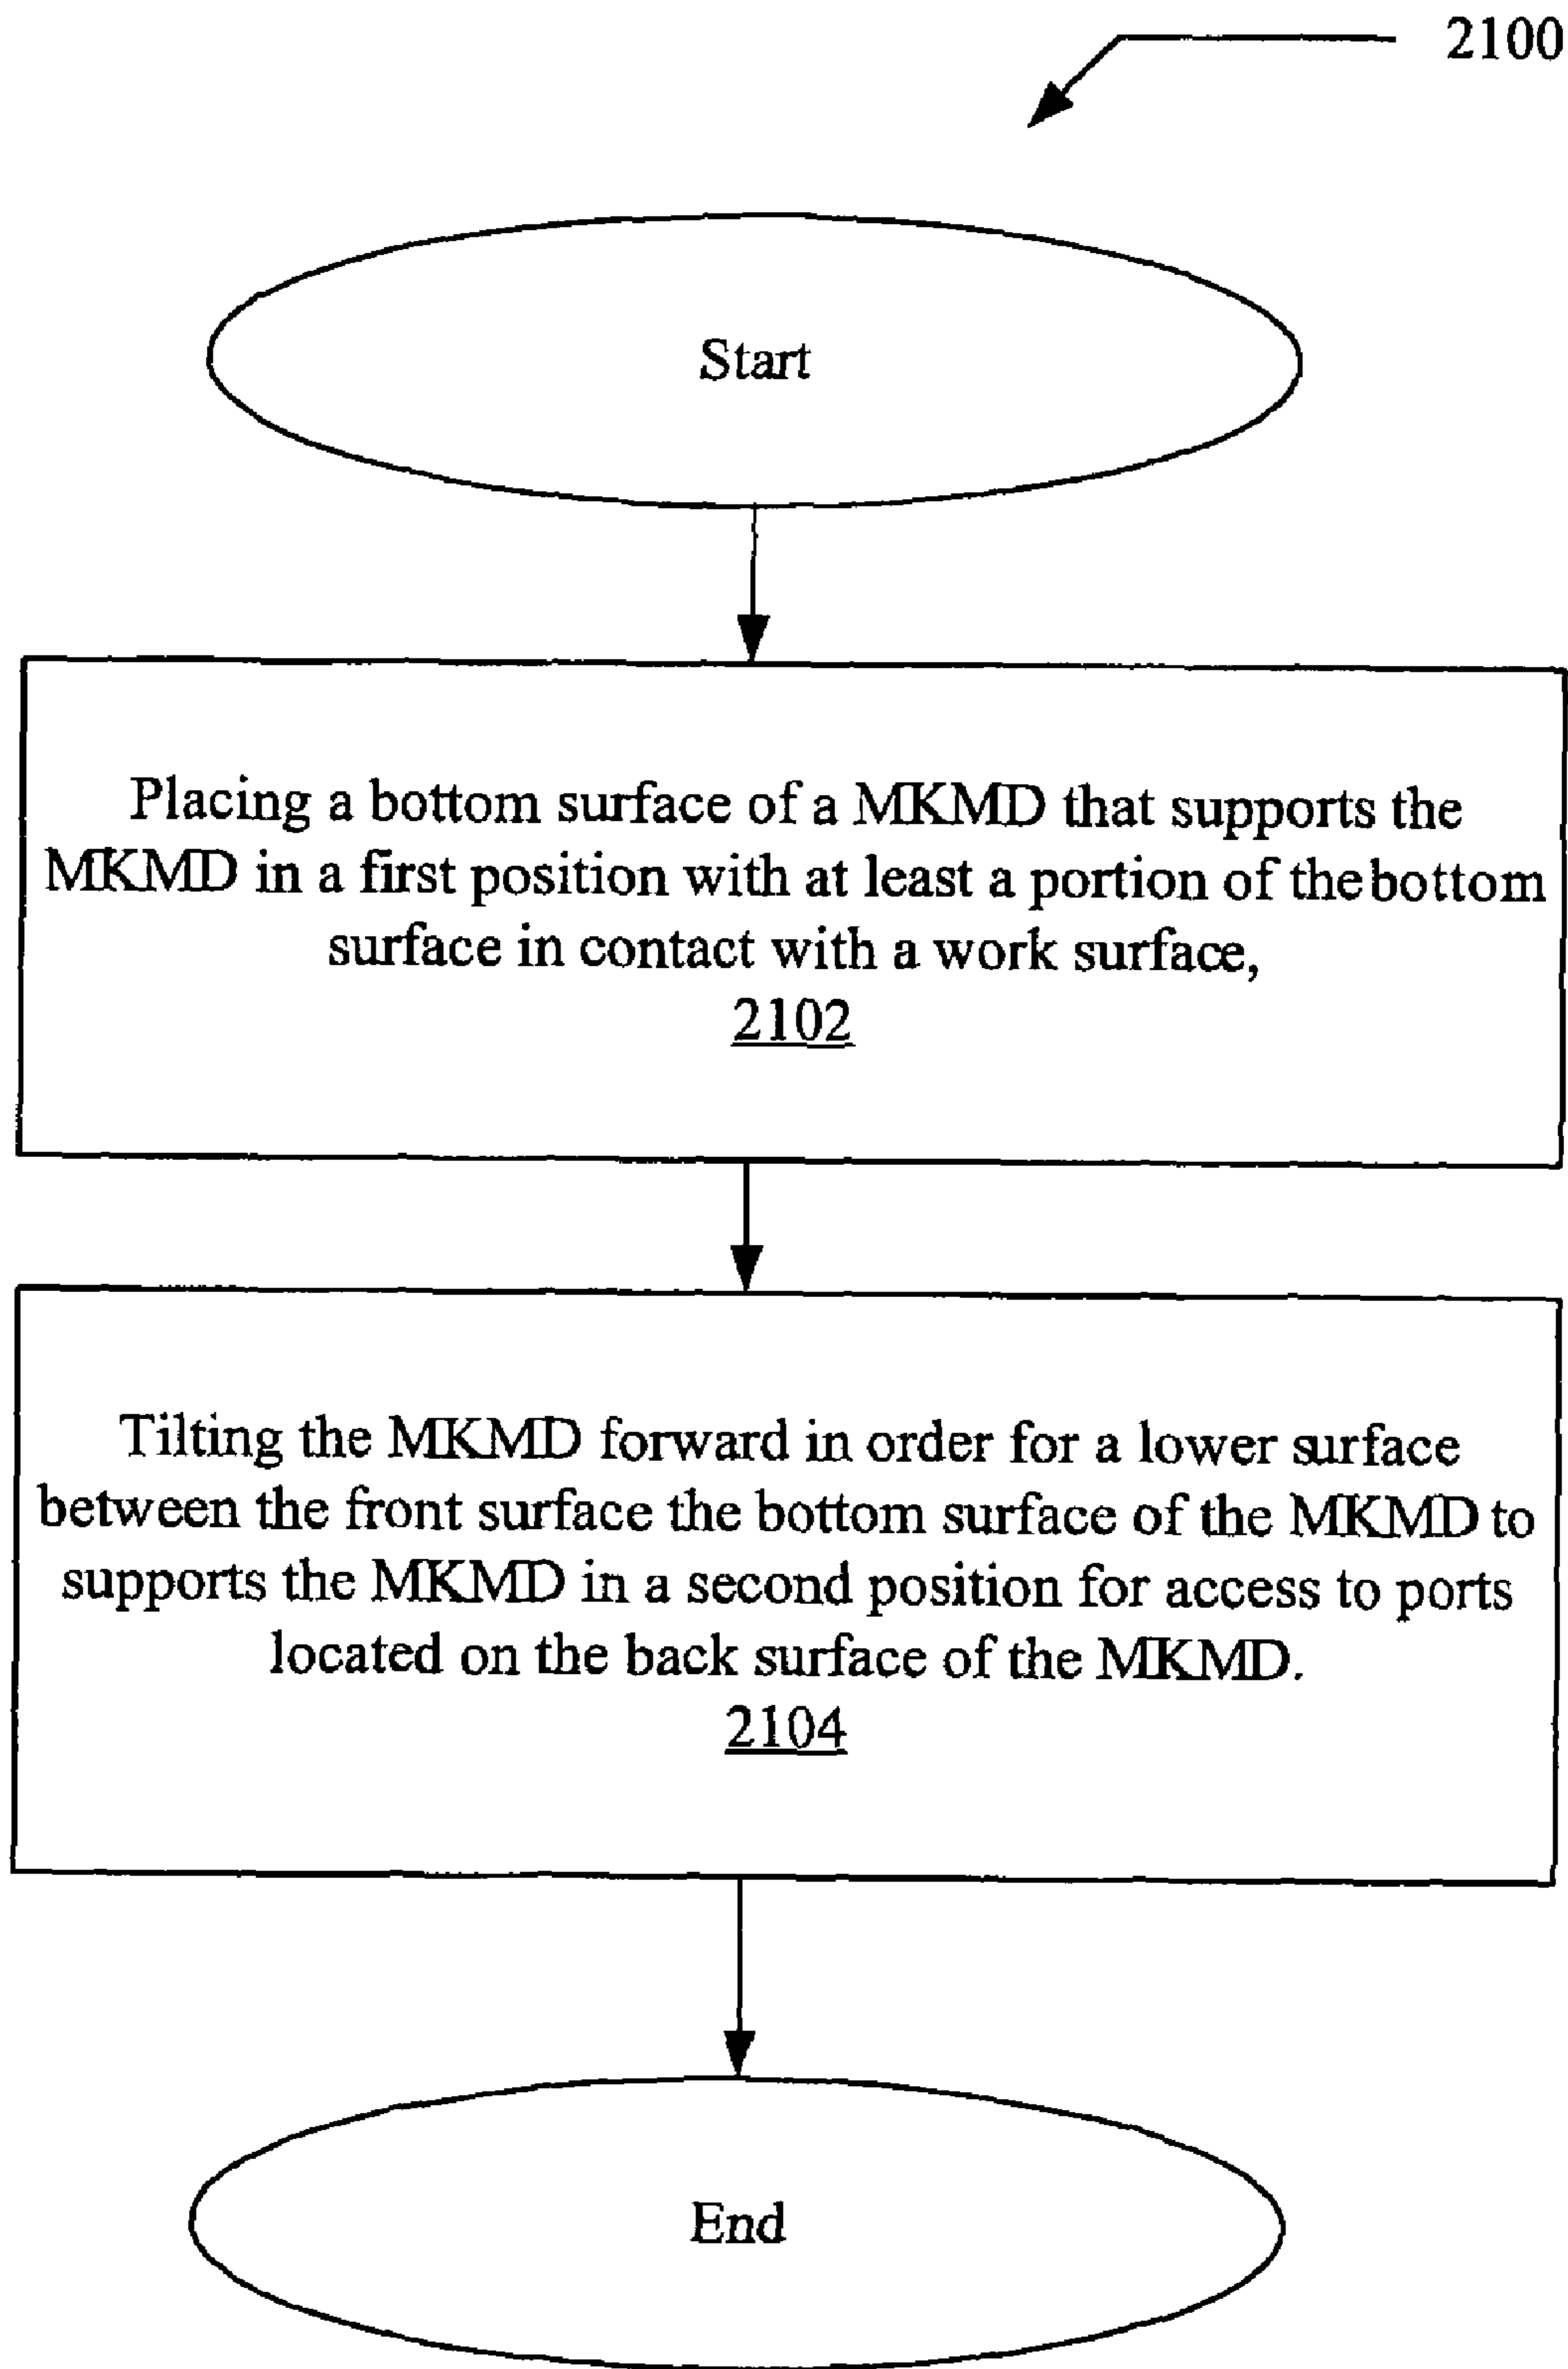 2100
Start
Placing a bottom surface of a MKMD that supports the
MKMD in a first position with at least a portion of the bottom
surface in contact with a work surface,
2102
Tilting the MKMD forward in order for a lower surface
between the front surface the bottom surface of the MKMD to
supports the MKMD in a second position for access to ports
located on the back surface of the MKMD.
2104
End